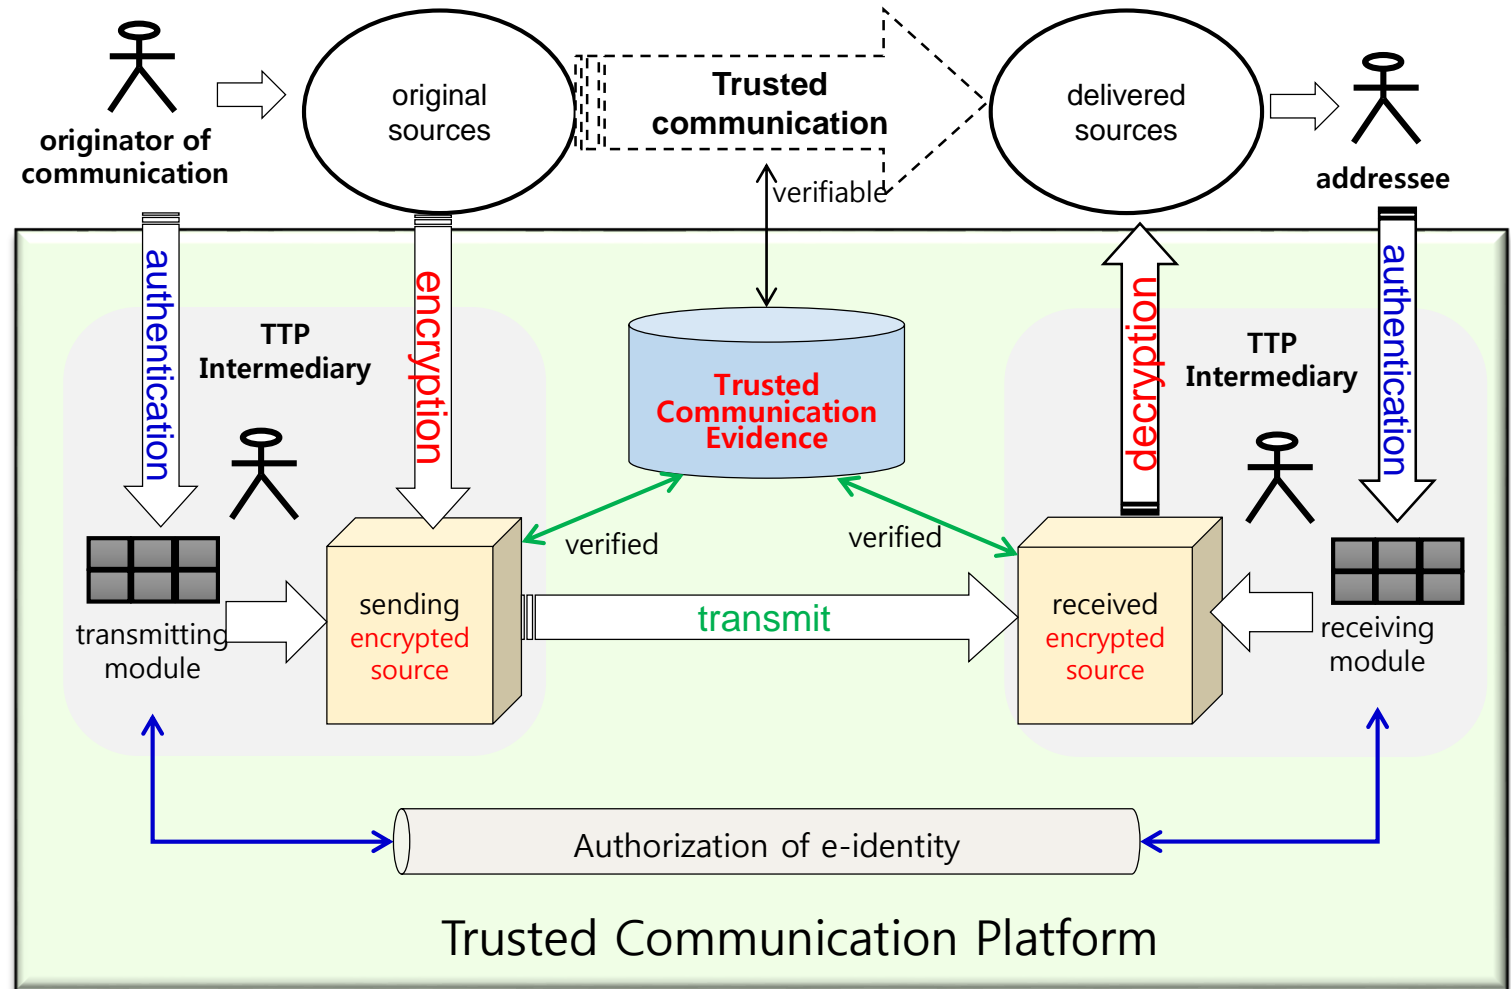 originator of
communication
original
sources
Trusted
communication
delivered
sources
addressee
verifiable
authentication
encryption
decryption
authentication
TTP
Intermediary
Trusted
Communication
Evidence
TTP
Intermediary
verified
verified
transmitting
module
sending
encrypted
source
transmit
received
encrypted
source
receiving
module
Authorization of e-identity
Trusted Communication Platform